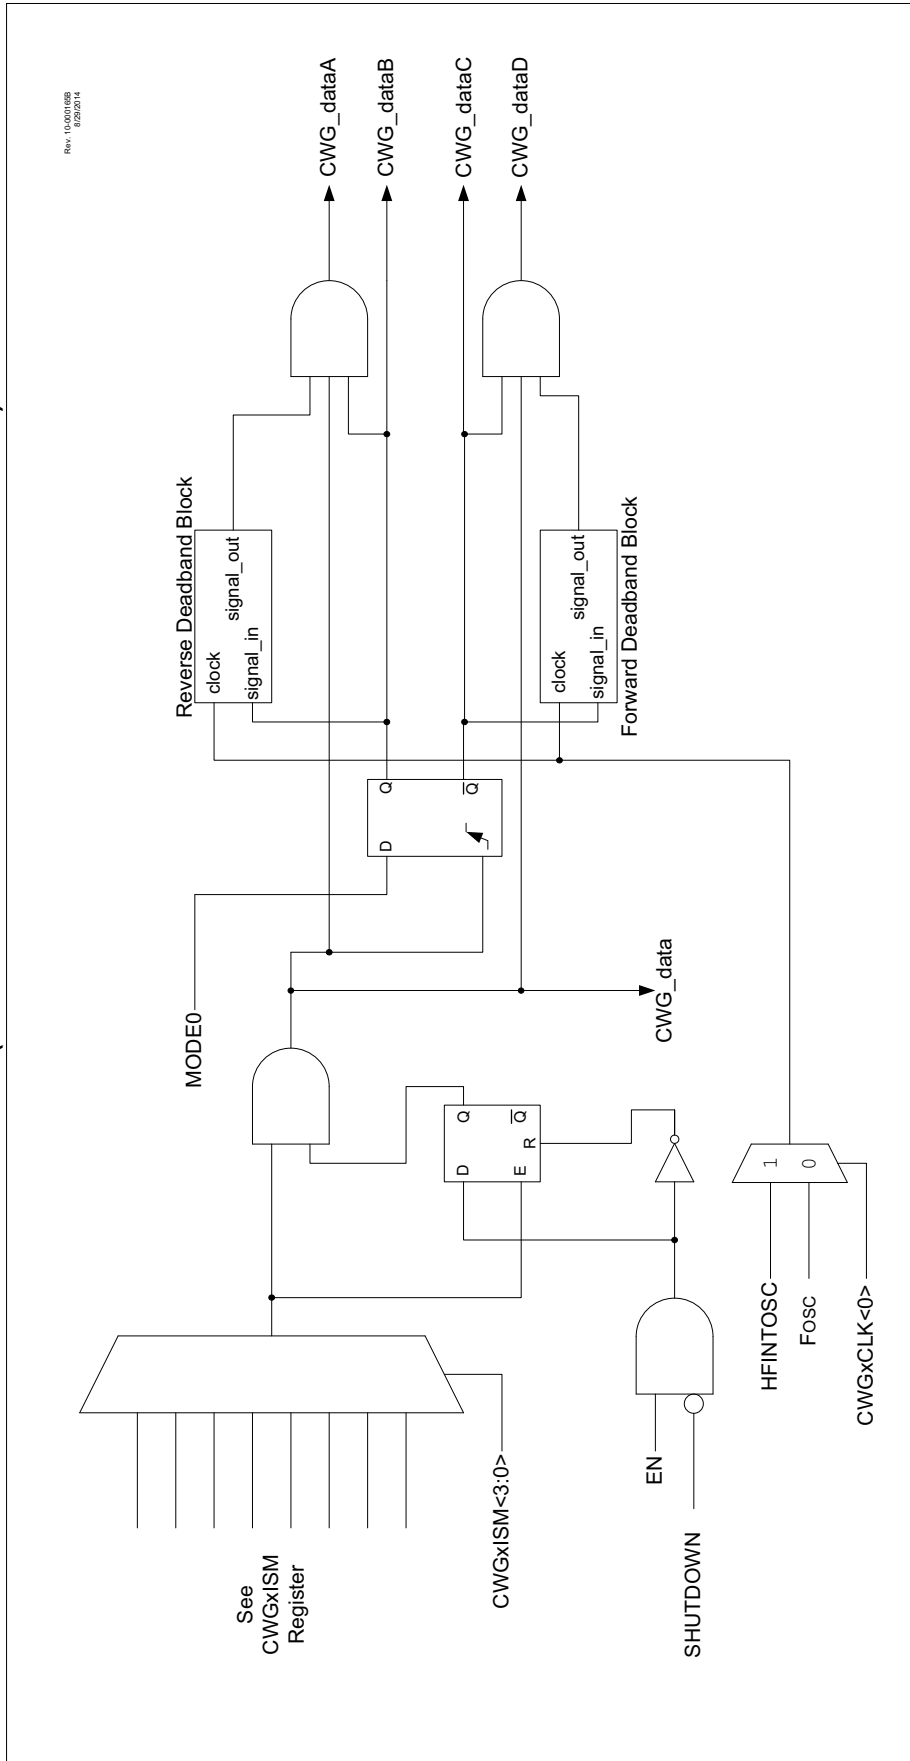 Rev. 10-000165B
8/29/2014
See
CWGxISM
Register
CWGxISM<3:0>
EN
SHUTDOWN
D
Q
E
R
Q
HFINTOSC
FOSC
1
0
CWGxCLK<0>
MODE0
CWG_data
D
Q
Q
Reverse Deadband Block
clock
signal_out
signal_in
clock
signal_out
signal_in
Forward Deadband Block
CWG_dataA
CWG_dataB
CWG_dataC
CWG_dataD